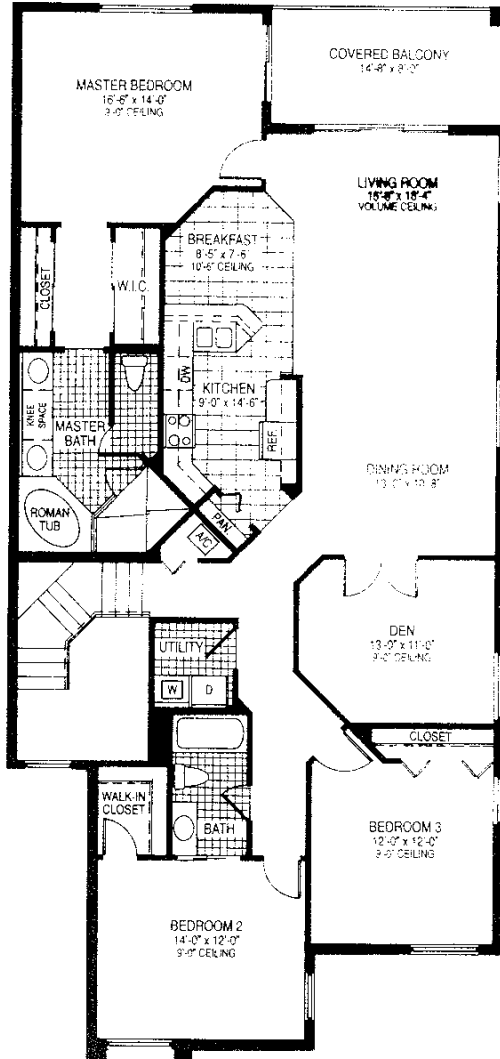 COVERED BALCONY
14'-8" x 8'-0"
MASTER BEDROOM
16'-6" x 14'-0"
9'-0" CEILING
LIVING ROOM
VOLUME CEILING
BREAKFAST
8'-5" x 7'-6"
10'-6" CEILING
CLOSET
W.I.C.
DW
KITCHEN
9'-0" x 14'-6"
REF.
KNEE
SPACE
MASTER
BATH
DINING ROOM
ROMAN
TUB
PAN.
A/C
DEN
13'-0" x 11'-0"
9'-0" CEILING
UTILITY
W
D
CLOSET
WALK-IN
CLOSET
BATH
BEDROOM 3
12'-0" x 12'-0"
9'-0" CEILING
BEDROOM 2
14'-0" x 12'-0"
9'-0" CEILING